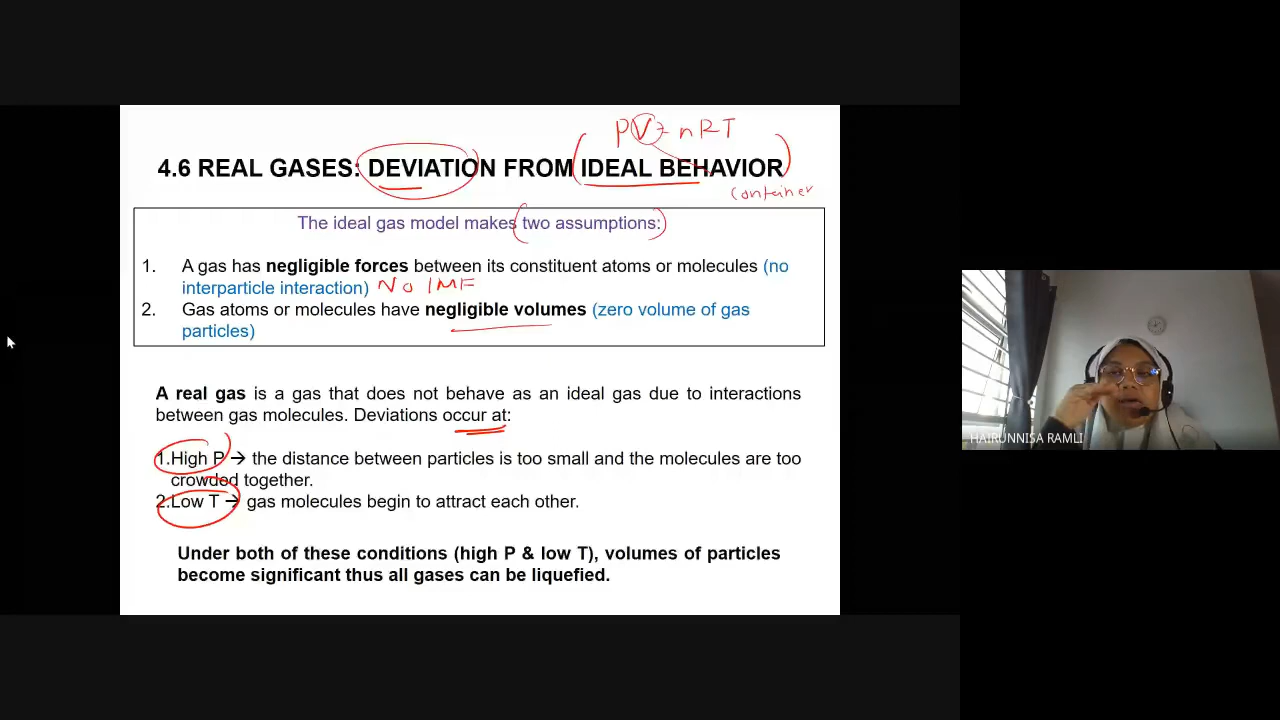 PV = nRT
4.6 REAL GASES: DEVIATION FROM IDEAL BEHAVIOR
container
The ideal gas model makes two assumptions:
1. A gas has negligible forces between its constituent atoms or molecules (no
interparticle interaction) NO IMF
2. Gas atoms or molecules have negligible volumes (zero volume of gas
particles)
A real gas is a gas that does not behave as an ideal gas due to interactions
between gas molecules. Deviations occur at:
1.High P → the distance between particles is too small and the molecules are too
crowded together.
2.Low T → gas molecules begin to attract each other.
Under both of these conditions (high P & low T), volumes of particles
become significant thus all gases can be liquefied.
HAIRUNNISA RAMLI